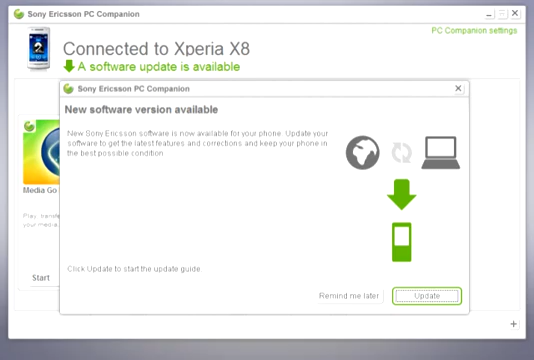 Sony Ericsson PC Companion
PC Companion settings
Connected to Xperia X8
A software update is available
Sony Ericsson PC Companion
New software version available
New Sony Ericsson software is now available for your phone. Update your
software to get the latest features and corrections and keep your phone in
the best possible condition.
Media Go
Play transfe
your media.
Click Update to start the update guide
Start
Remind me later
Update